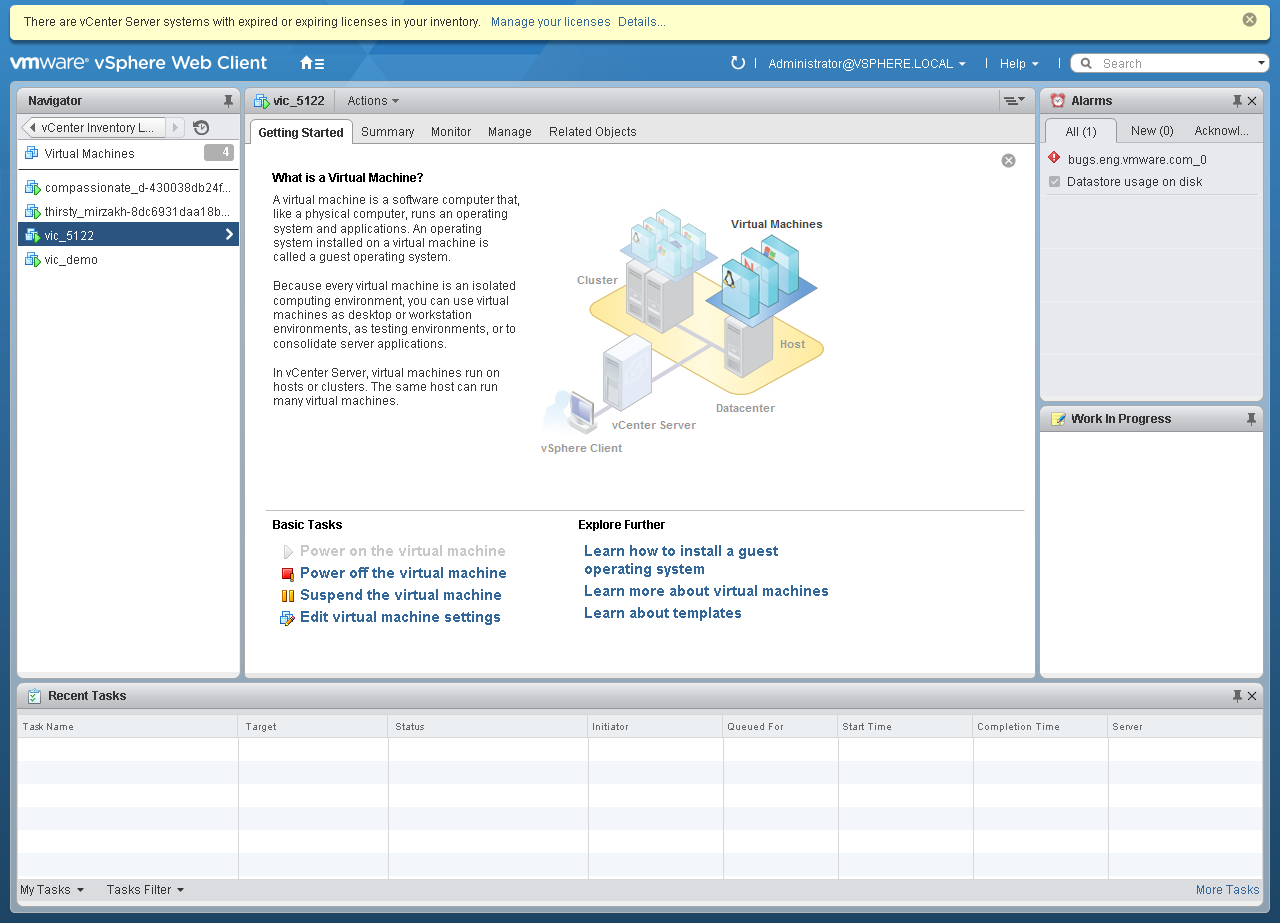 There are vCenter Server systems with expired or expiring licenses in your inventory. Manage your licenses Details...
vmware® vSphere Web Client
Administrator@VSPHERE.LOCAL
Help
Search
Navigator
vCenter Inventory L...
Virtual Machines 4
compassionate_d-430038db24f...
thirsty_mirzakh-8dc6931daa18b...
vic_5122
vic_demo
vic_5122 Actions
Getting Started Summary Monitor Manage Related Objects
What is a Virtual Machine?
A virtual machine is a software computer that,
like a physical computer, runs an operating
system and applications. An operating
system installed on a virtual machine is
called a guest operating system.
Because every virtual machine is an isolated
computing environment, you can use virtual
machines as desktop or workstation
environments, as testing environments, or to
consolidate server applications.
In vCenter Server, virtual machines run on
hosts or clusters. The same host can run
many virtual machines.
Virtual Machines
Cluster
Host
Datacenter
vCenter Server
vSphere Client
Basic Tasks
Power on the virtual machine
Power off the virtual machine
Suspend the virtual machine
Edit virtual machine settings
Explore Further
Learn how to install a guest
operating system
Learn more about virtual machines
Learn about templates
Alarms
All (1) New (0) Acknowl...
bugs.eng.vmware.com_0
Datastore usage on disk
Work In Progress
Recent Tasks
Task Name Target Status Initiator Queued For Start Time Completion Time Server
My Tasks Tasks Filter More Tasks